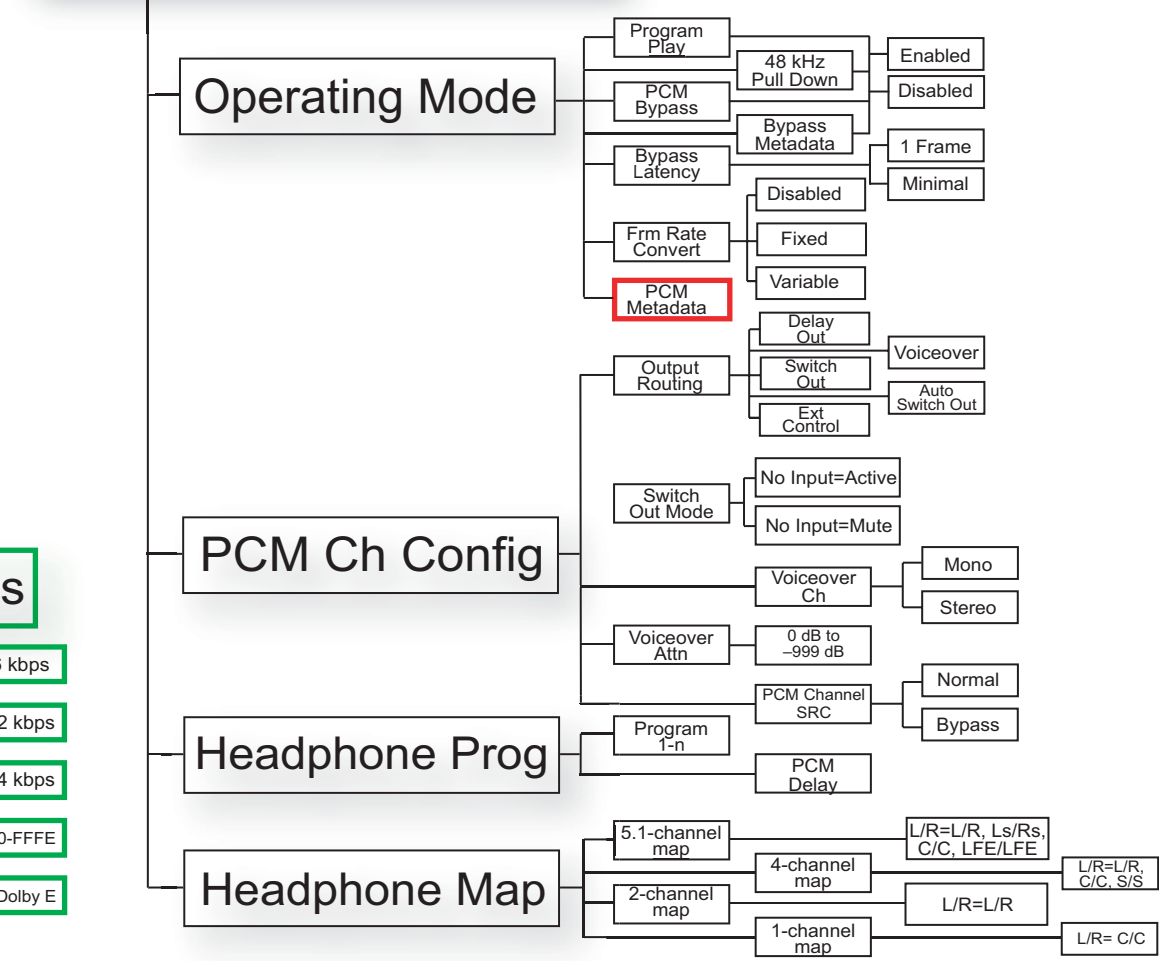 Operating Mode
Program
Play
48 kHz
Pull Down
PCM
Bypass
Bypass
Metadata
Enabled
Disabled
Bypass
Latency
1 Frame
Minimal
Frm Rate
Convert
Disabled
Fixed
Variable
PCM
Metadata
PCM Ch Config
Output
Routing
Delay
Out
Voiceover
Switch
Out
Auto
Switch Out
Ext
Control
Switch
Out Mode
No Input=Active
No Input=Mute
Voiceover
Ch
Mono
Stereo
Voiceover
Attn
0 dB to
–999 dB
PCM Channel
SRC
Normal
Bypass
Headphone Prog
Program
1-n
PCM
Delay
Headphone Map
5.1-channel
map
L/R=L/R, Ls/Rs,
C/C, LFE/LFE
4-channel
map
L/R=L/R,
C/C, S/S
2-channel
map
L/R=L/R
1-channel
map
L/R= C/C
s
kbps
2 kbps
4 kbps
0-FFFE
Dolby E